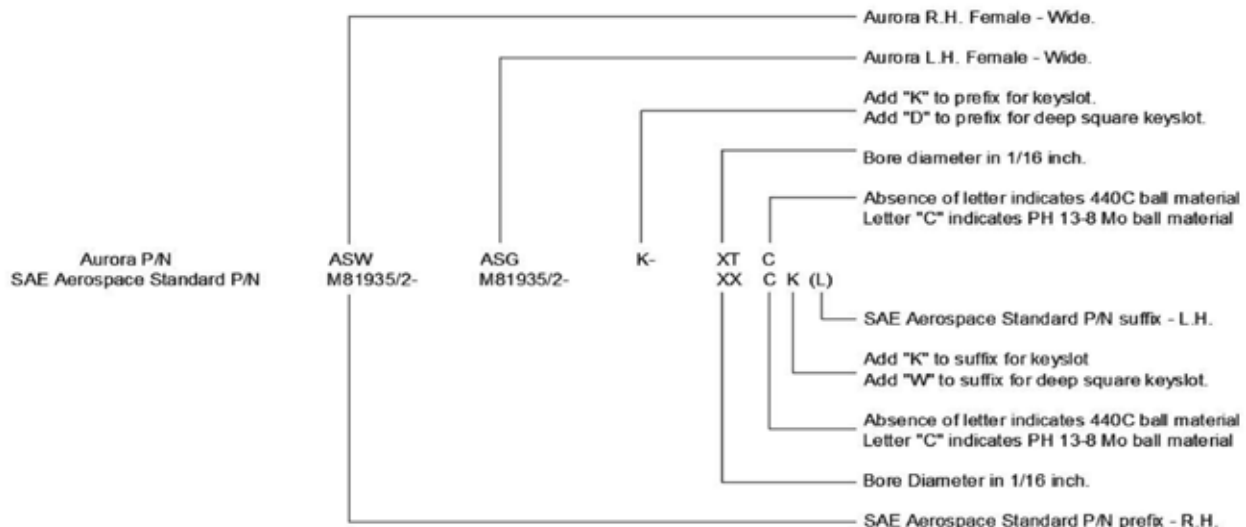 Aurora R.H. Female - Wide.
Aurora L.H. Female - Wide.
Add "K" to prefix for keyslot.
Add "D" to prefix for deep square keyslot.
Bore diameter in 1/16 inch.
Absence of letter indicates 440C ball material
Letter "C" indicates PH 13-8 Mo ball material
Aurora P/N ASW ASG K- XT C
SAE Aerospace Standard P/N M81935/2- M81935/2- XX C K (L)
SAE Aerospace Standard P/N suffix - L.H.
Add "K" to suffix for keyslot
Add "W" to suffix for deep square keyslot.
Absence of letter indicates 440C ball material
Letter "C" indicates PH 13-8 Mo ball material
Bore Diameter in 1/16 inch.
SAE Aerospace Standard P/N prefix - R.H.